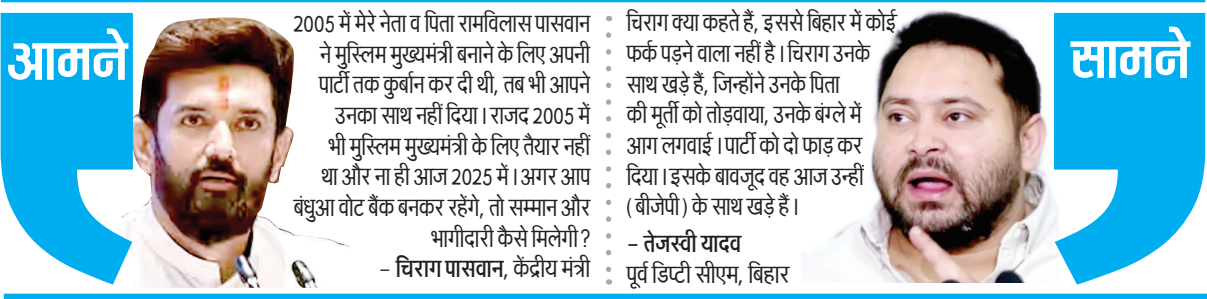 आमने
2005 में मेरे नेता व पिता रामविलास पासवान
ने मुस्लिम मुख्यमंत्री बनाने के लिए अपनी
पार्टी तक कुर्बान कर दी थी, तब भी आपने
उनका साथ नहीं दिया। राजद 2005 में
भी मुस्लिम मुख्यमंत्री के लिए तैयार नहीं
था और ना ही आज 2025 में।अगर आप
बंधुआ वोट बैंक बनकर रहेंगे, तो सम्मान और
भागीदारी कैसे मिलेगी?
– चिराग पासवान, केंद्रीय मंत्री
चिराग क्या कहते हैं, इससे बिहार में कोई
फर्क पड़ने वाला नहीं है। चिराग उनके
साथ खड़े हैं, जिन्होंने उनके पिता
की मूर्ती को तोड़वाया, उनके बंगले में
आग लगवाई। पार्टी को दो फाड़ कर
दिया। इसके बावजूद वह आज उन्हीं
(बीजेपी) के साथ खड़े हैं।
– तेजस्वी यादव
पूर्व डिप्टी सीएम, बिहार
सामने